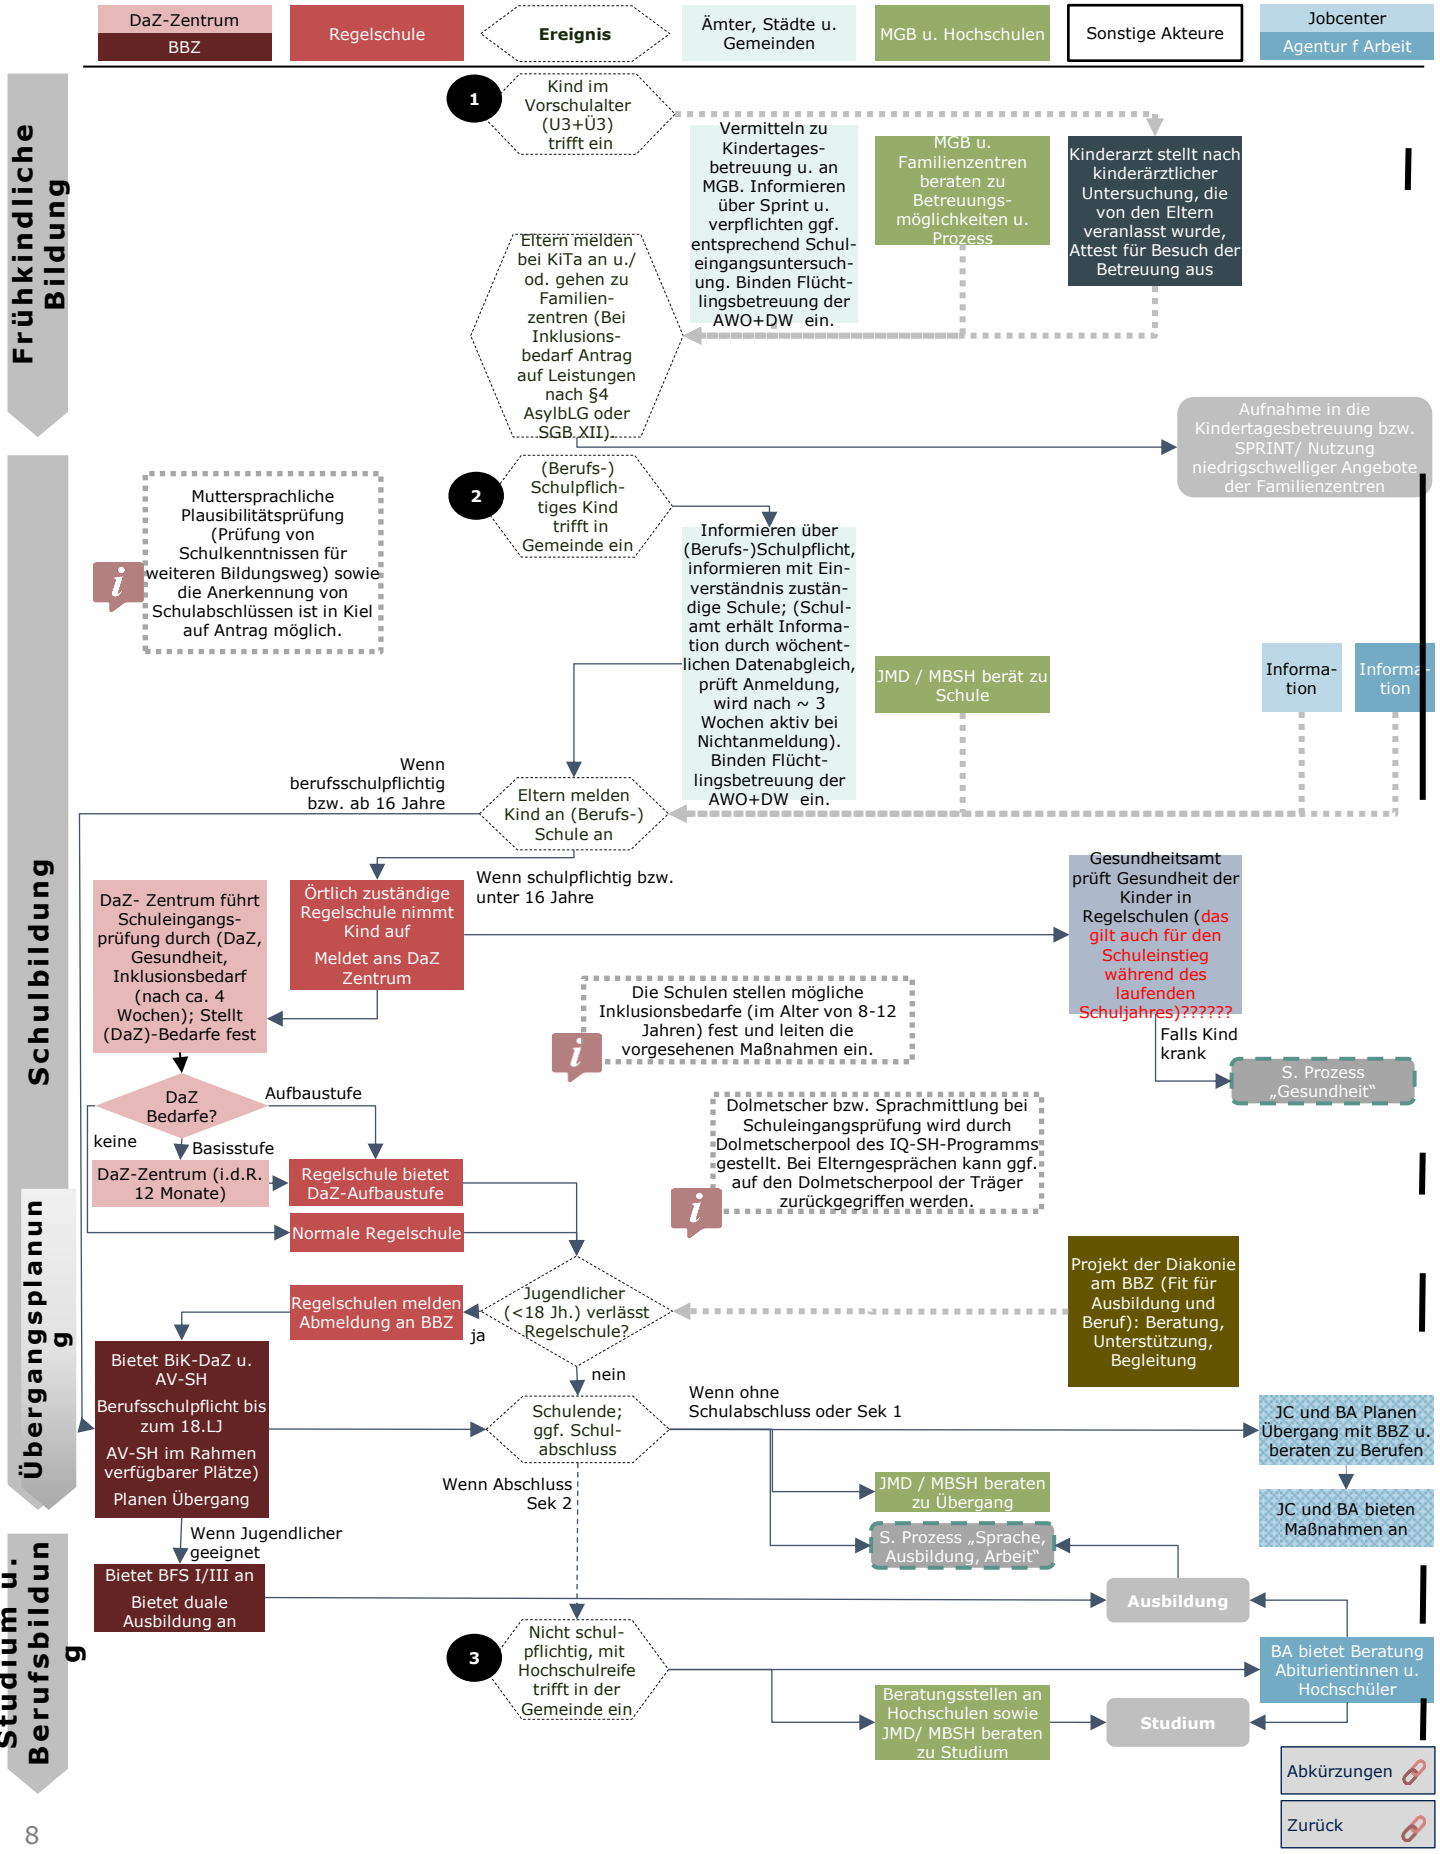 DaZ-Zentrum
BBZ
Regelschule
Ereignis
Ämter, Städte u.
Gemeinden
MGB u. Hochschulen
Sonstige Akteure
Jobcenter
Agentur f Arbeit
Frühkindliche
Bildung
1
Kind im
Vorschulalter
(U3+Ü3)
trifft ein
Vermitteln zu
Kindertages-
betreuung u. an
MGB. Informieren
über Sprint u.
verpflichten ggf.
entsprechend Schul-
eingangsuntersuch-
ung. Binden Flücht-
lingsbetreuung der
AWO+DW  ein.
MGB u.
Familienzentren
beraten zu
Betreuungs-
möglichkeiten u.
Prozess
Kinderarzt stellt nach
kinderärztlicher
Untersuchung, die
von den Eltern
veranlasst wurde,
Attest für Besuch der
Betreuung aus
Eltern melden
bei KiTa an u./
od. gehen zu
Familien-
zentren (Bei
Inklusions-
bedarf Antrag
auf Leistungen
nach §4
AsylbLG oder
SGB XII).
Aufnahme in die
Kindertagesbetreuung bzw.
SPRINT/ Nutzung
niedrigschwelliger Angebote
der Familienzentren
Schulbildung
2
(Berufs-)
Schulpflich-
tiges Kind
trifft in
Gemeinde ein
Muttersprachliche
Plausibilitätsprüfung
(Prüfung von
Schulkenntnissen für
weiteren Bildungsweg) sowie
die Anerkennung von
Schulabschlüssen ist in Kiel
auf Antrag möglich.
i
Informieren über
(Berufs-)Schulpflicht,
informieren mit Ein-
verständnis zustän-
dige Schule; (Schul-
amt erhält Informa-
tion durch wöchent-
lichen Datenabgleich,
prüft Anmeldung,
wird nach ~ 3
Wochen aktiv bei
Nichtanmeldung).
Binden Flücht-
lingsbetreuung der
AWO+DW  ein.
JMD / MBSH berät zu
Schule
Informa-
tion
Informa-
tion
Wenn
berufsschulpflichtig
bzw. ab 16 Jahre
Eltern melden
Kind an (Berufs-)
Schule an
Wenn schulpflichtig bzw.
unter 16 Jahre
DaZ- Zentrum führt
Schuleingangs-
prüfung durch (DaZ,
Gesundheit,
Inklusionsbedarf
(nach ca. 4
Wochen); Stellt
(DaZ)-Bedarfe fest
Örtlich zuständige
Regelschule nimmt
Kind auf
Meldet ans DaZ
Zentrum
Gesundheitsamt
prüft Gesundheit der
Kinder in
Regelschulen (das
gilt auch für den
Schuleinstieg
während des
laufenden
Schuljahres)??????
Die Schulen stellen mögliche
Inklusionsbedarfe (im Alter von 8-12
Jahren) fest und leiten die
vorgesehenen Maßnahmen ein.
i
Falls Kind
krank
S. Prozess
„Gesundheit“
DaZ
Bedarfe?
Aufbaustufe
keine
Basisstufe
Dolmetscher bzw. Sprachmittlung bei
Schuleingangsprüfung wird durch
Dolmetscherpool des IQ-SH-Programms
gestellt. Bei Elterngesprächen kann ggf.
auf den Dolmetscherpool der Träger
zurückgegriffen werden.
i
DaZ-Zentrum (i.d.R.
12 Monate)
Regelschule bietet
DaZ-Aufbaustufe
Normale Regelschule
Übergangsplanun
g
Regelschulen melden
Abmeldung an BBZ
ja
Jugendlicher
(<18 Jh.) verlässt
Regelschule?
nein
Projekt der Diakonie
am BBZ (Fit für
Ausbildung und
Beruf): Beratung,
Unterstützung,
Begleitung
Bietet BiK-DaZ u.
AV-SH
Berufsschulpflicht bis
zum 18.LJ
AV-SH im Rahmen
verfügbarer Plätze)
Planen Übergang
Schulende;
ggf. Schul-
abschluss
Wenn ohne
Schulabschluss oder Sek 1
JC und BA Planen
Übergang mit BBZ u.
beraten zu Berufen
Wenn Abschluss
Sek 2
JMD / MBSH beraten
zu Übergang
JC und BA bieten
Maßnahmen an
Wenn Jugendlicher
geeignet
S. Prozess „Sprache,
Ausbildung, Arbeit“
Studium u.
Berufsbildun
g
Bietet BFS I/III an
Bietet duale
Ausbildung an
Ausbildung
3
Nicht schul-
pflichtig, mit
Hochschulreife
trifft in der
Gemeinde ein
BA bietet Beratung
Abiturientinnen u.
Hochschüler
Beratungsstellen an
Hochschulen sowie
JMD/ MBSH beraten
zu Studium
Studium
Abkürzungen
Zurück
8